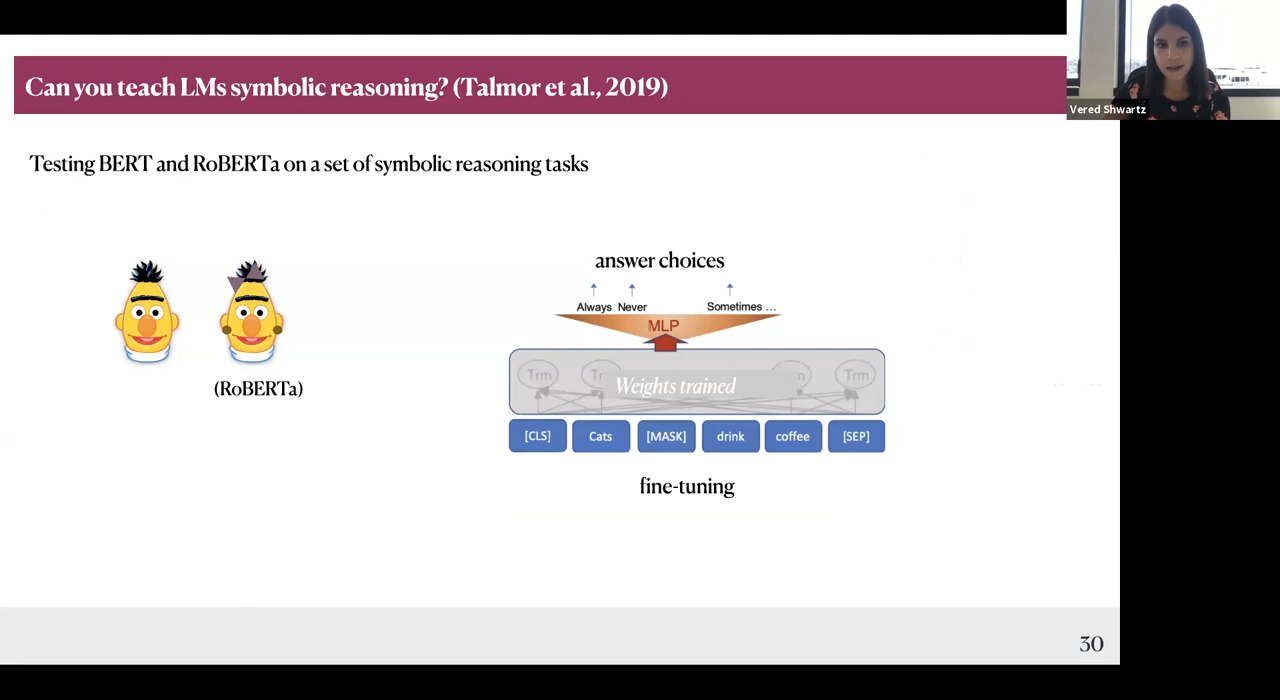 Can you teach LMs symbolic reasoning? (Talmor et al., 2019)
Vered Shwartz
Testing BERT and RoBERTa on a set of symbolic reasoning tasks
answer choices
Always Never Sometimes ...
MLP
Trm Tr m Trm
Weights trained
(RoBERTa)
[CLS] Cats [MASK] drink coffee [SEP]
fine-tuning
30